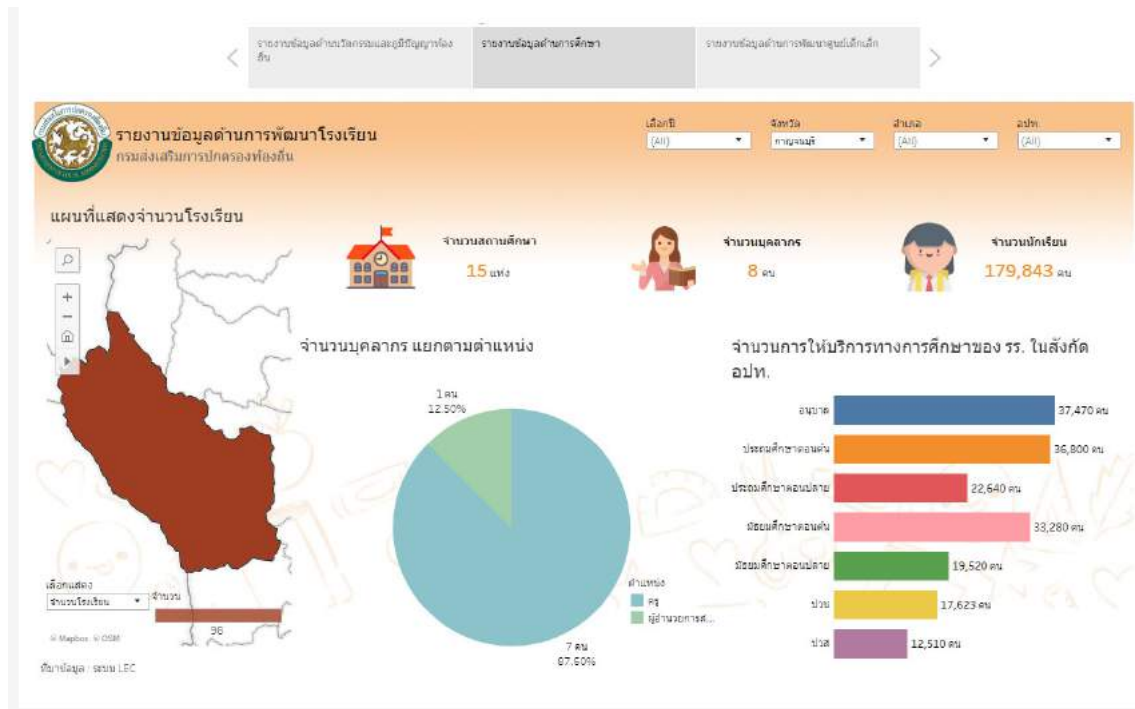 รายงานข้อมูลด้านนวัตกรรมและภูมิปัญญาท้อง
ถิ่น
รายงานข้อมูลด้านการศึกษา
รายงานข้อมูลด้านการพัฒนาศูนย์เด็กเล็ก
รายงานข้อมูลด้านการพัฒนาโรงเรียน
กรมส่งเสริมการปกครองท้องถิ่น
เลือกปี
(All)
จังหวัด
กาญจนบุรี
อำเภอ
(All)
อปท.
(All)
แผนที่แสดงจำนวนโรงเรียน
จำนวนสถานศึกษา
15 แห่ง
จำนวนบุคลากร
8 คน
จำนวนนักเรียน
179,843 คน
จำนวนบุคลากร แยกตามตำแหน่ง
1 คน
12.50%
7 คน
87.50%
ตำแหน่ง
ครู
ผู้อำนวยการส...
จำนวนการให้บริการทางการศึกษาของ รร. ในสังกัด
อปท.
อนุบาล
37,470 คน
ประถมศึกษาตอนต้น
36,800 คน
ประถมศึกษาตอนปลาย
22,640 คน
มัธยมศึกษาตอนต้น
33,280 คน
มัธยมศึกษาตอนปลาย
19,520 คน
ปวช
17,623 คน
ปวส
12,510 คน
เลือกแสดง
จำนวนโรงเรียน
จำนวน
96
© Mapbox © OSM
ที่มาข้อมูล : ระบบ LEC